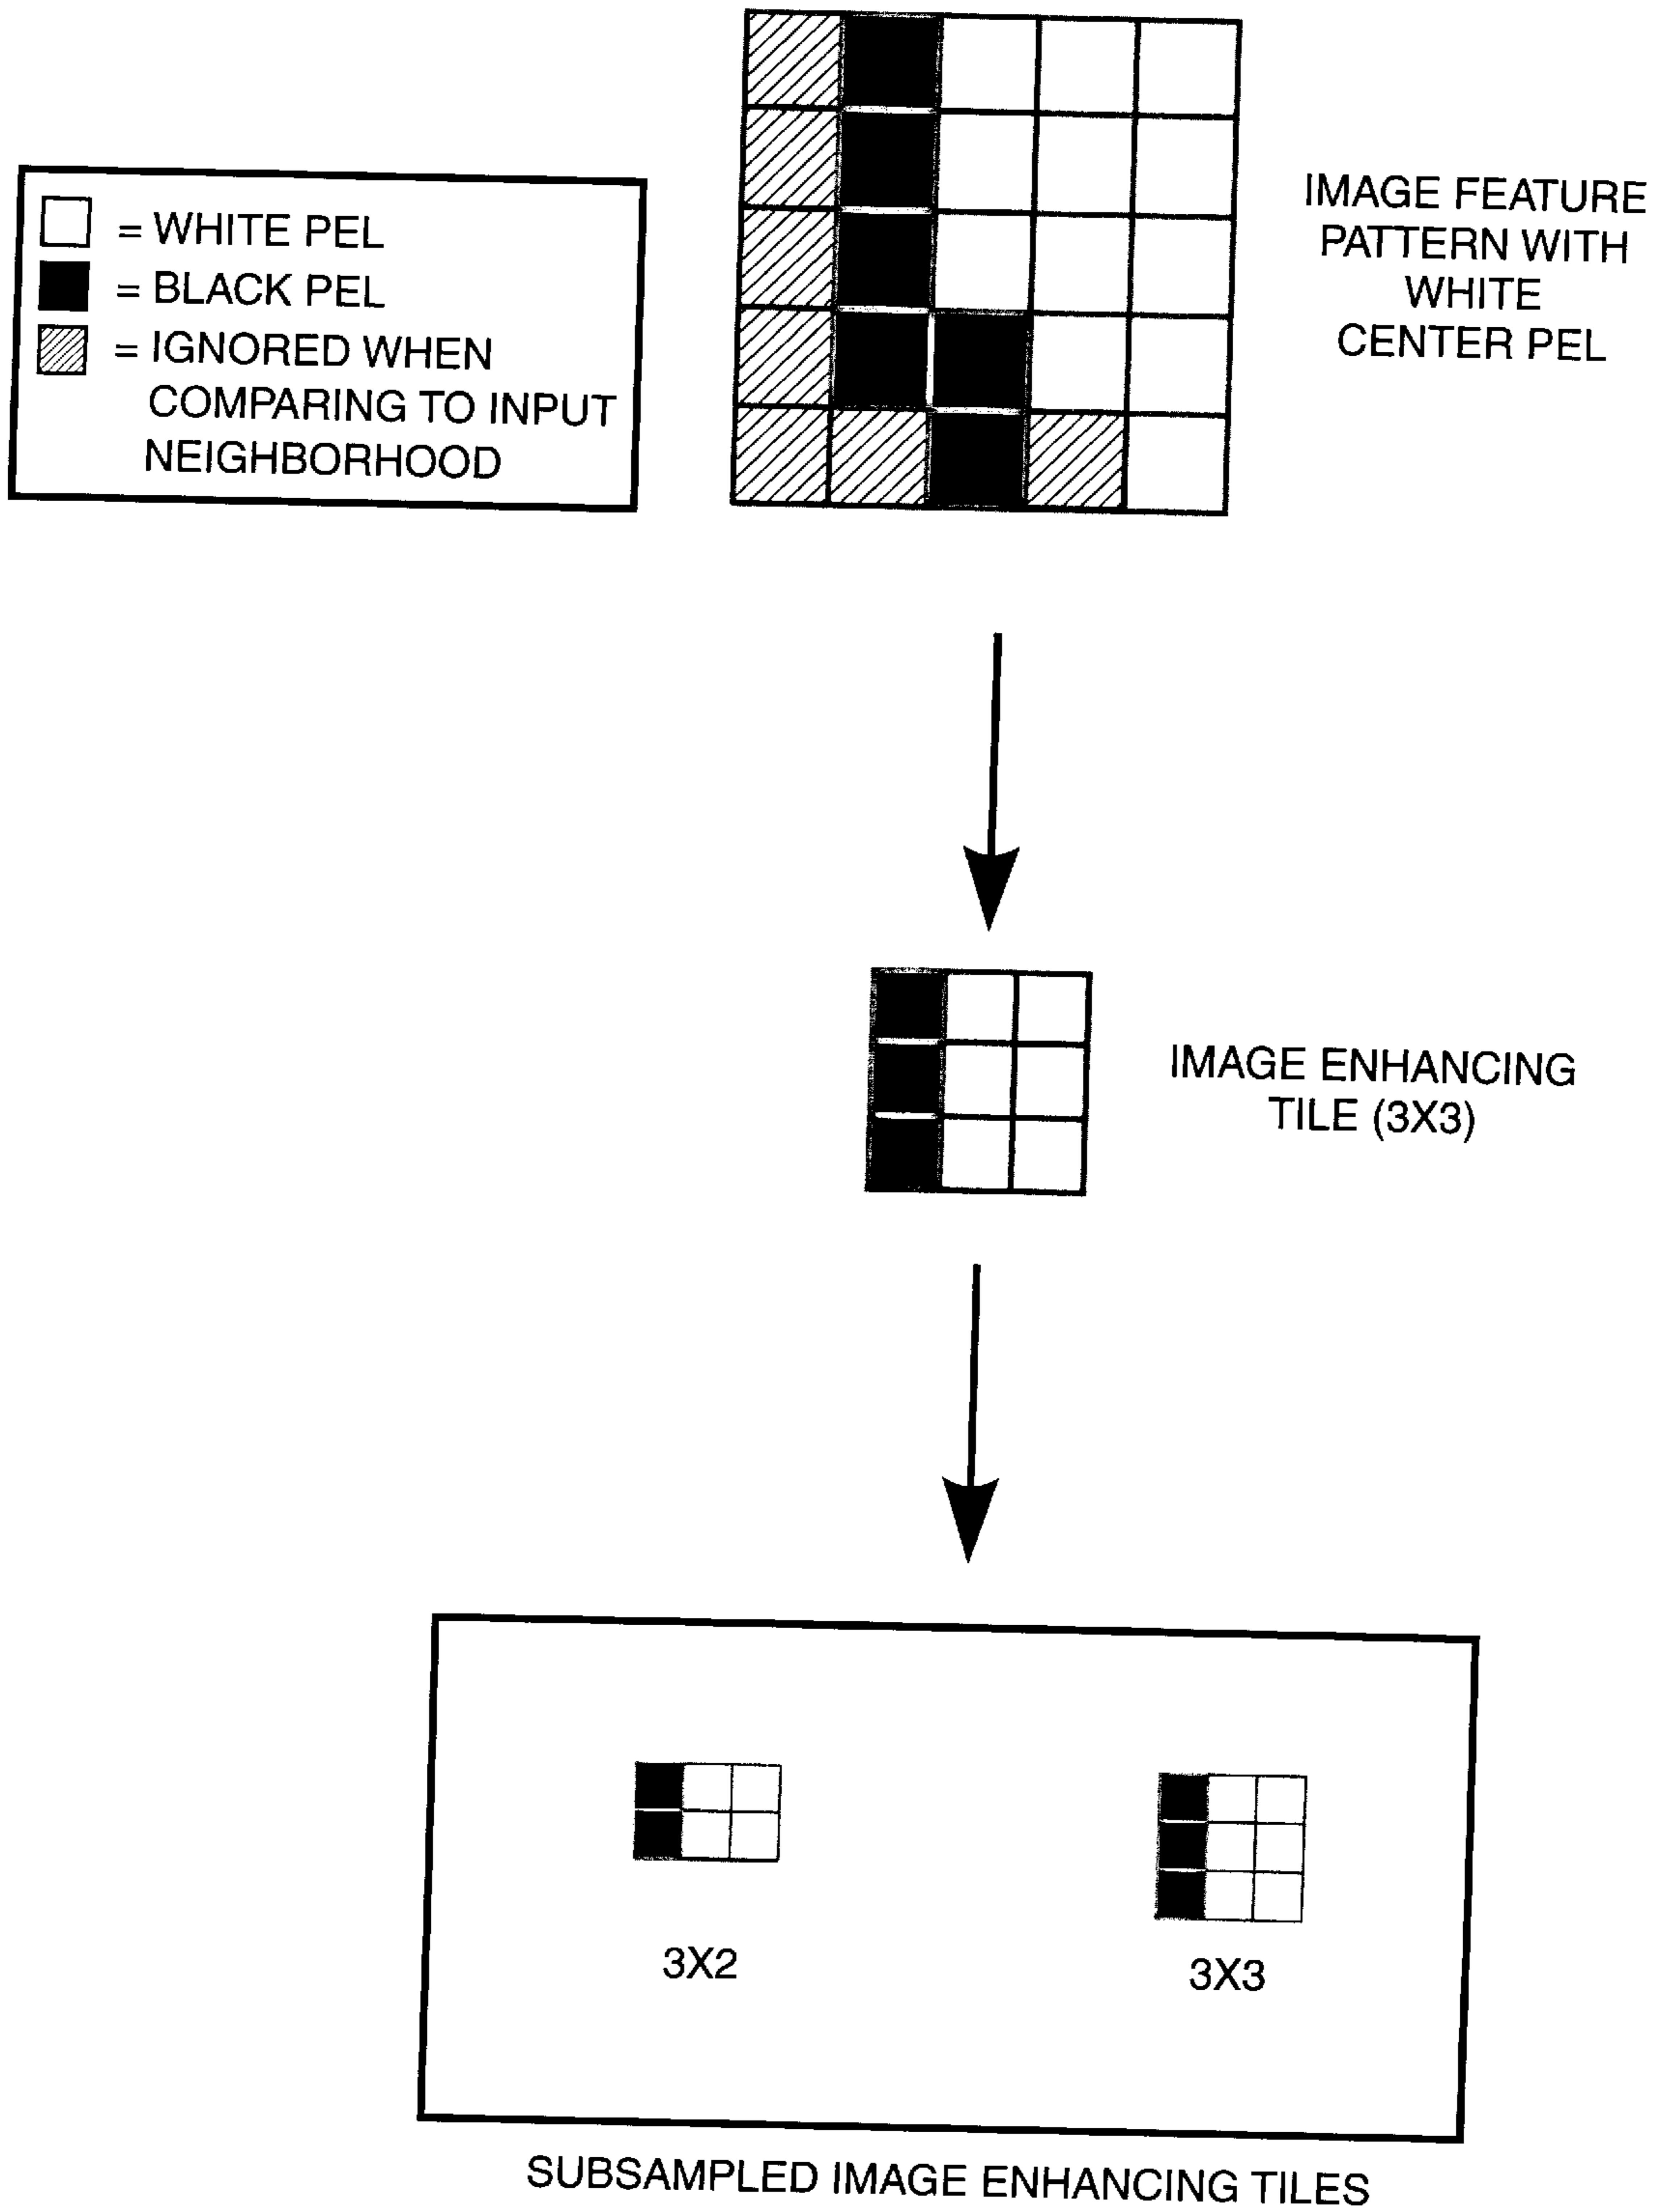 = WHITE PEL
= BLACK PEL
= IGNORED WHEN
COMPARING TO INPUT
NEIGHBORHOOD
IMAGE FEATURE
PATTERN WITH
WHITE
CENTER PEL
IMAGE ENHANCING
TILE (3X3)
3X2
3X3
SUBSAMPLED IMAGE ENHANCING TILES